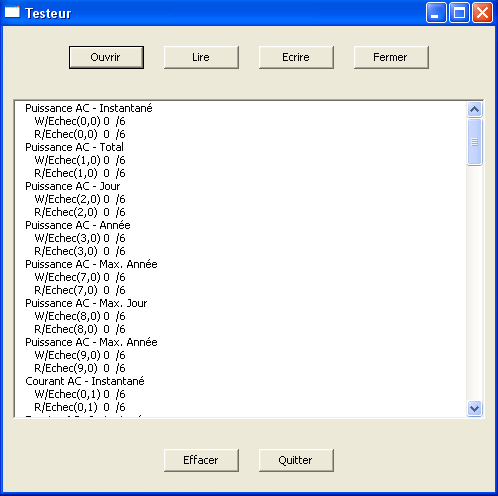 Testeur
Ouvrir Lire Ecrire Fermer
Puissance AC - Instantané
W/Echec(0,0) 0 /6
R/Echec(0,0) 0 /6
Puissance AC - Total
W/Echec(1,0) 0 /6
R/Echec(1,0) 0 /6
Puissance AC - Jour
W/Echec(2,0) 0 /6
R/Echec(2,0) 0 /6
Puissance AC - Année
W/Echec(3,0) 0 /6
R/Echec(3,0) 0 /6
Puissance AC - Max. Année
W/Echec(7,0) 0 /6
R/Echec(7,0) 0 /6
Puissance AC - Max. Jour
W/Echec(8,0) 0 /6
R/Echec(8,0) 0 /6
Puissance AC - Max. Année
W/Echec(9,0) 0 /6
R/Echec(9,0) 0 /6
Courant AC - Instantané
W/Echec(0,1) 0 /6
R/Echec(0,1) 0 /6
Effacer Quitter